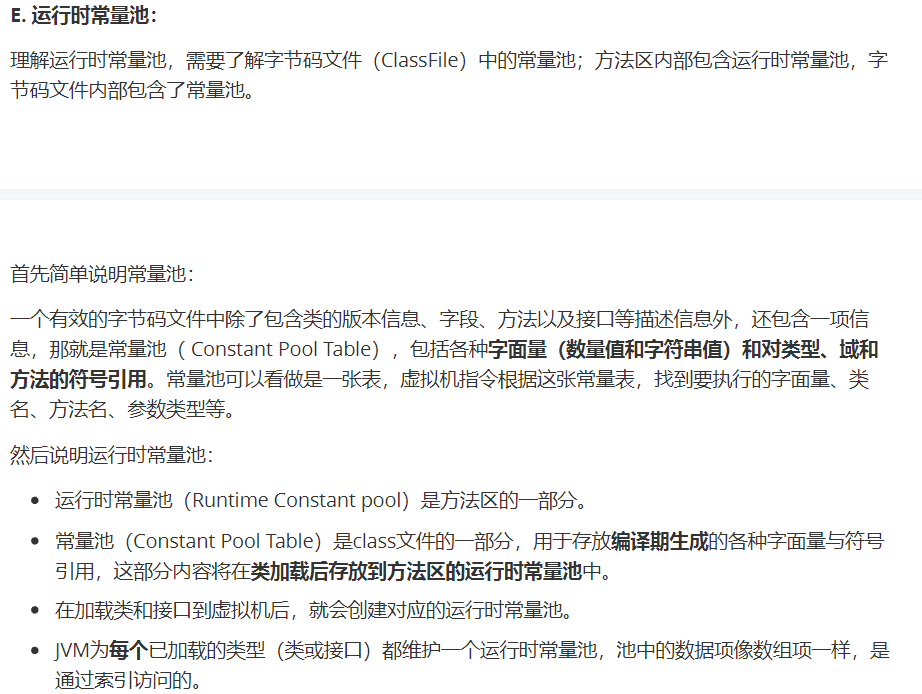 E. 运行时常量池：
理解运行时常量池，需要了解字节码文件（ClassFile）中的常量池；方法区内部包含运行时常量池，字
节码文件内部包含了常量池。
首先简单说明常量池：
一个有效的字节码文件中除了包含类的版本信息、字段、方法以及接口等描述信息外，还包含一项信
息，那就是常量池（ Constant Pool Table），包括各种字面量（数量值和字符串值）和对类型、域和
方法的符号引用。常量池可以看做是一张表，虚拟机指令根据这张常量表，找到要执行的字面量、类
名、方法名、参数类型等。
然后说明运行时常量池：
• 运行时常量池（Runtime Constant pool）是方法区的一部分。
• 常量池（Constant Pool Table）是class文件的一部分，用于存放编译期生成的各种字面量与符号
引用，这部分内容将在类加载后存放到方法区的运行时常量池中。
• 在加载类和接口到虚拟机后，就会创建对应的运行时常量池。
• JVM为每个已加载的类型（类或接口）都维护一个运行时常量池，池中的数据项像数组项一样，是
通过索引访问的。